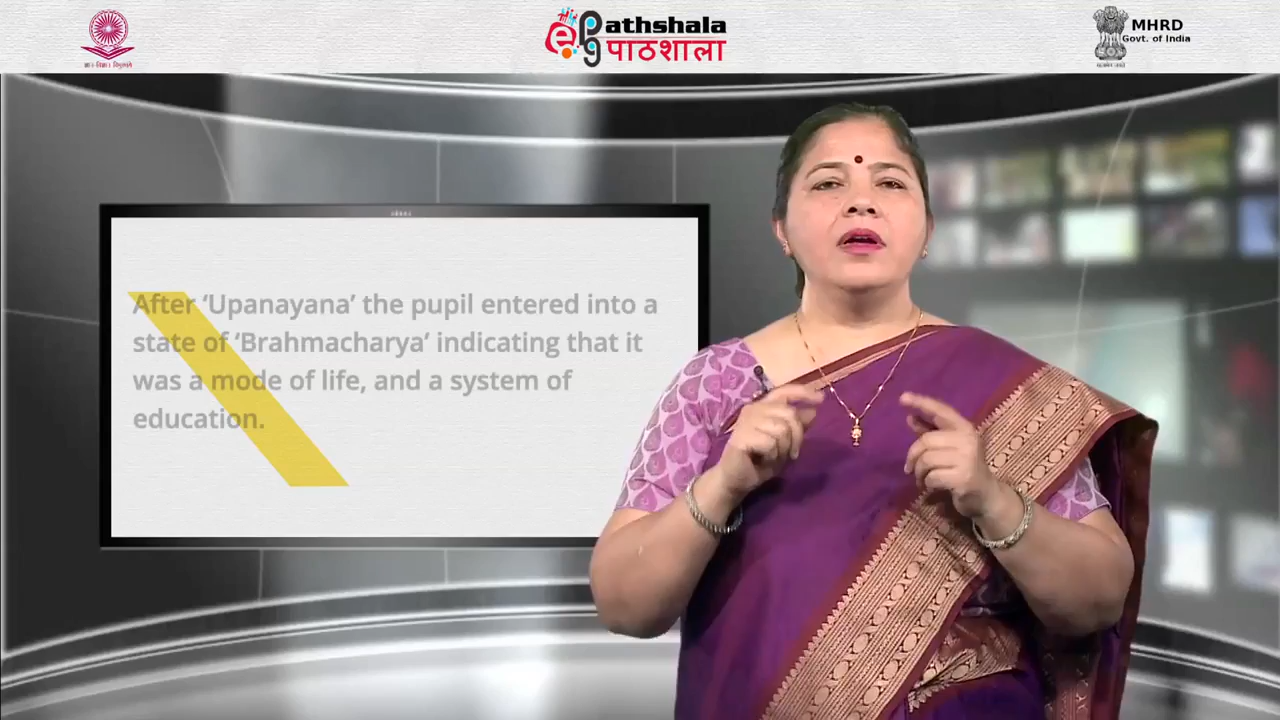 ePg Pathshala
पाठशाला
MHRD
Govt. of India
After ‘Upanayana’ the pupil entered into a
state of ‘Brahmacharya’ indicating that it
was a mode of life, and a system of
education.